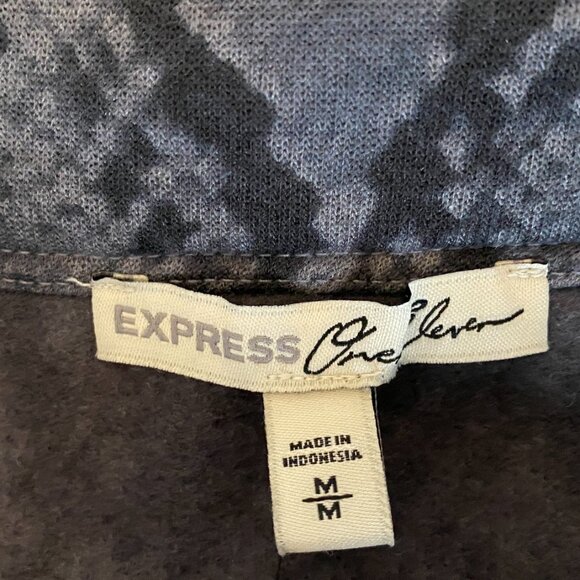 EXPRESS One Eleven
MADE IN
INDONESIA
M
M